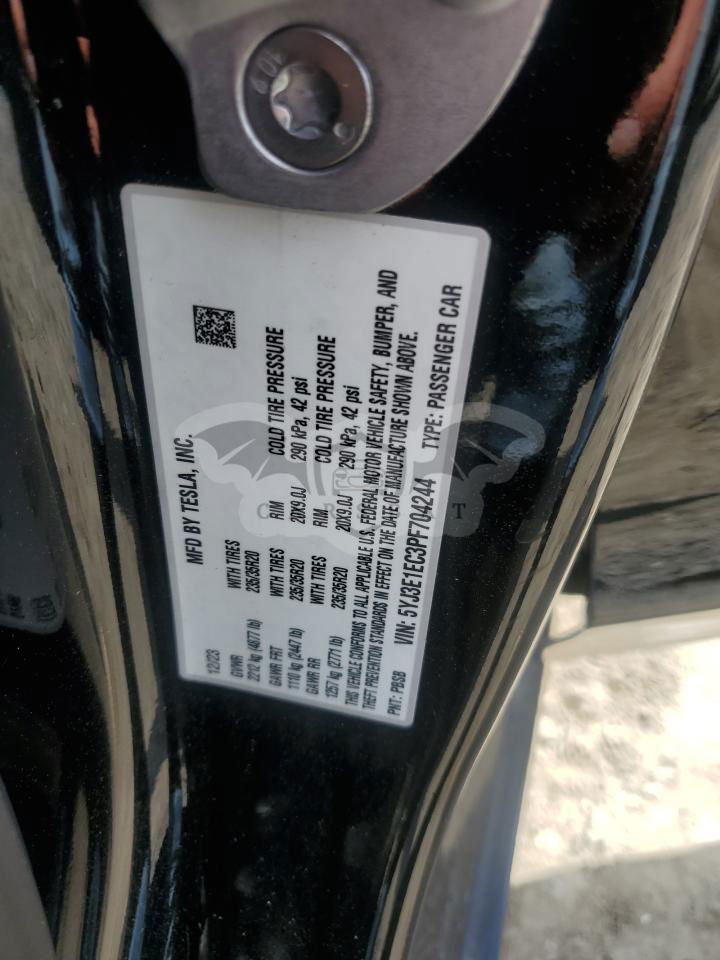 MFD BY TESLA, INC.
12/23
GVWR WITH TIRES RIM COLD TIRE PRESSURE
2212 kg (4877 lb) 235/35R20 20X9.0J 290 kPa, 42 psi
GAWR FRT WITH TIRES RIM COLD TIRE PRESSURE
1110 kg (2447 lb) 235/35R20 20X9.0J 290 kPa, 42 psi
GAWR RR
1257 kg (2771 lb)
THIS VEHICLE CONFORMS TO ALL APPLICABLE U.S. FEDERAL MOTOR VEHICLE SAFETY, BUMPER, AND
THEFT PREVENTION STANDARDS IN EFFECT ON THE DATE OF MANUFACTURE SHOWN ABOVE.
PNT: PBSB VIN: 5YJ3E1EC3PF704244 TYPE: PASSENGER CAR
10.9